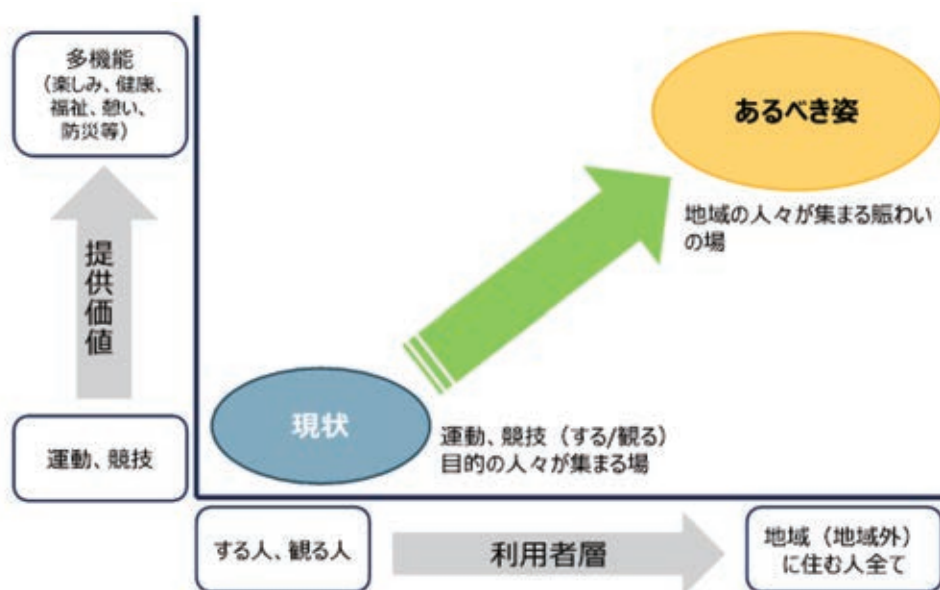 多機能
（楽しみ、健康、
福祉、憩い、
防災等）
あるべき姿
地域の人々が集まる賑わい
の場
提供価値
現状
運動、競技（する/観る）
目的の人々が集まる場
運動、競技
する人、観る人
利用者層
地域（地域外）
に住む人全て